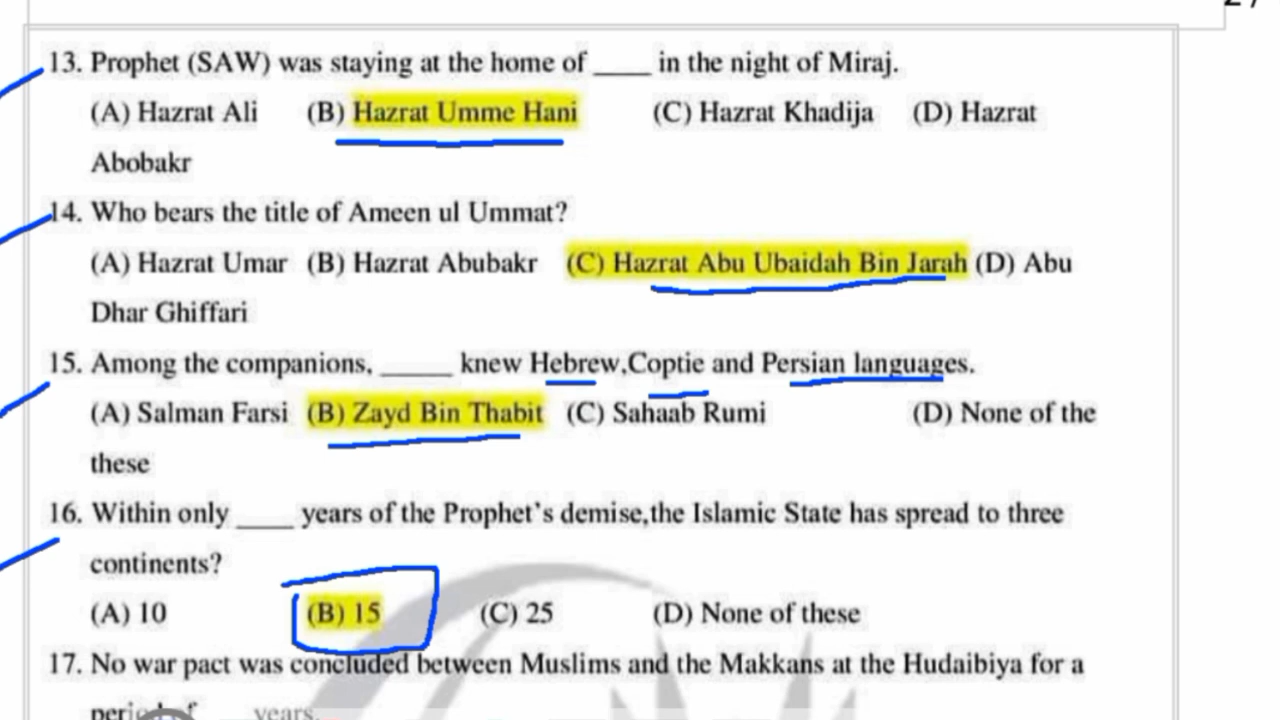 13. Prophet (SAW) was staying at the home of ____ in the night of Miraj.
(A) Hazrat Ali (B) Hazrat Umme Hani (C) Hazrat Khadija (D) Hazrat
Abobakr
14. Who bears the title of Ameen ul Ummat?
(A) Hazrat Umar (B) Hazrat Abubakr (C) Hazrat Abu Ubaidah Bin Jarah (D) Abu
Dhar Ghiffari
15. Among the companions, _____ knew Hebrew,Coptie and Persian languages.
(A) Salman Farsi (B) Zayd Bin Thabit (C) Sahaab Rumi (D) None of the
these
16. Within only ____ years of the Prophet's demise,the Islamic State has spread to three
continents?
(A) 10 (B) 15 (C) 25 (D) None of these
17. No war pact was concluded between Muslims and the Makkans at the Hudaibiya for a
years.